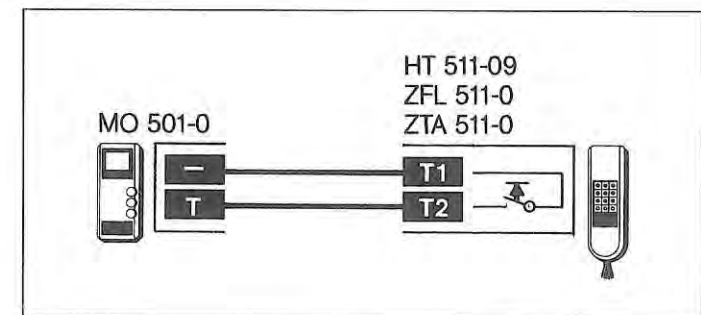 HT 511-09
ZFL 511-0
MO 501-0 ZTA 511-0
– T1
T T2